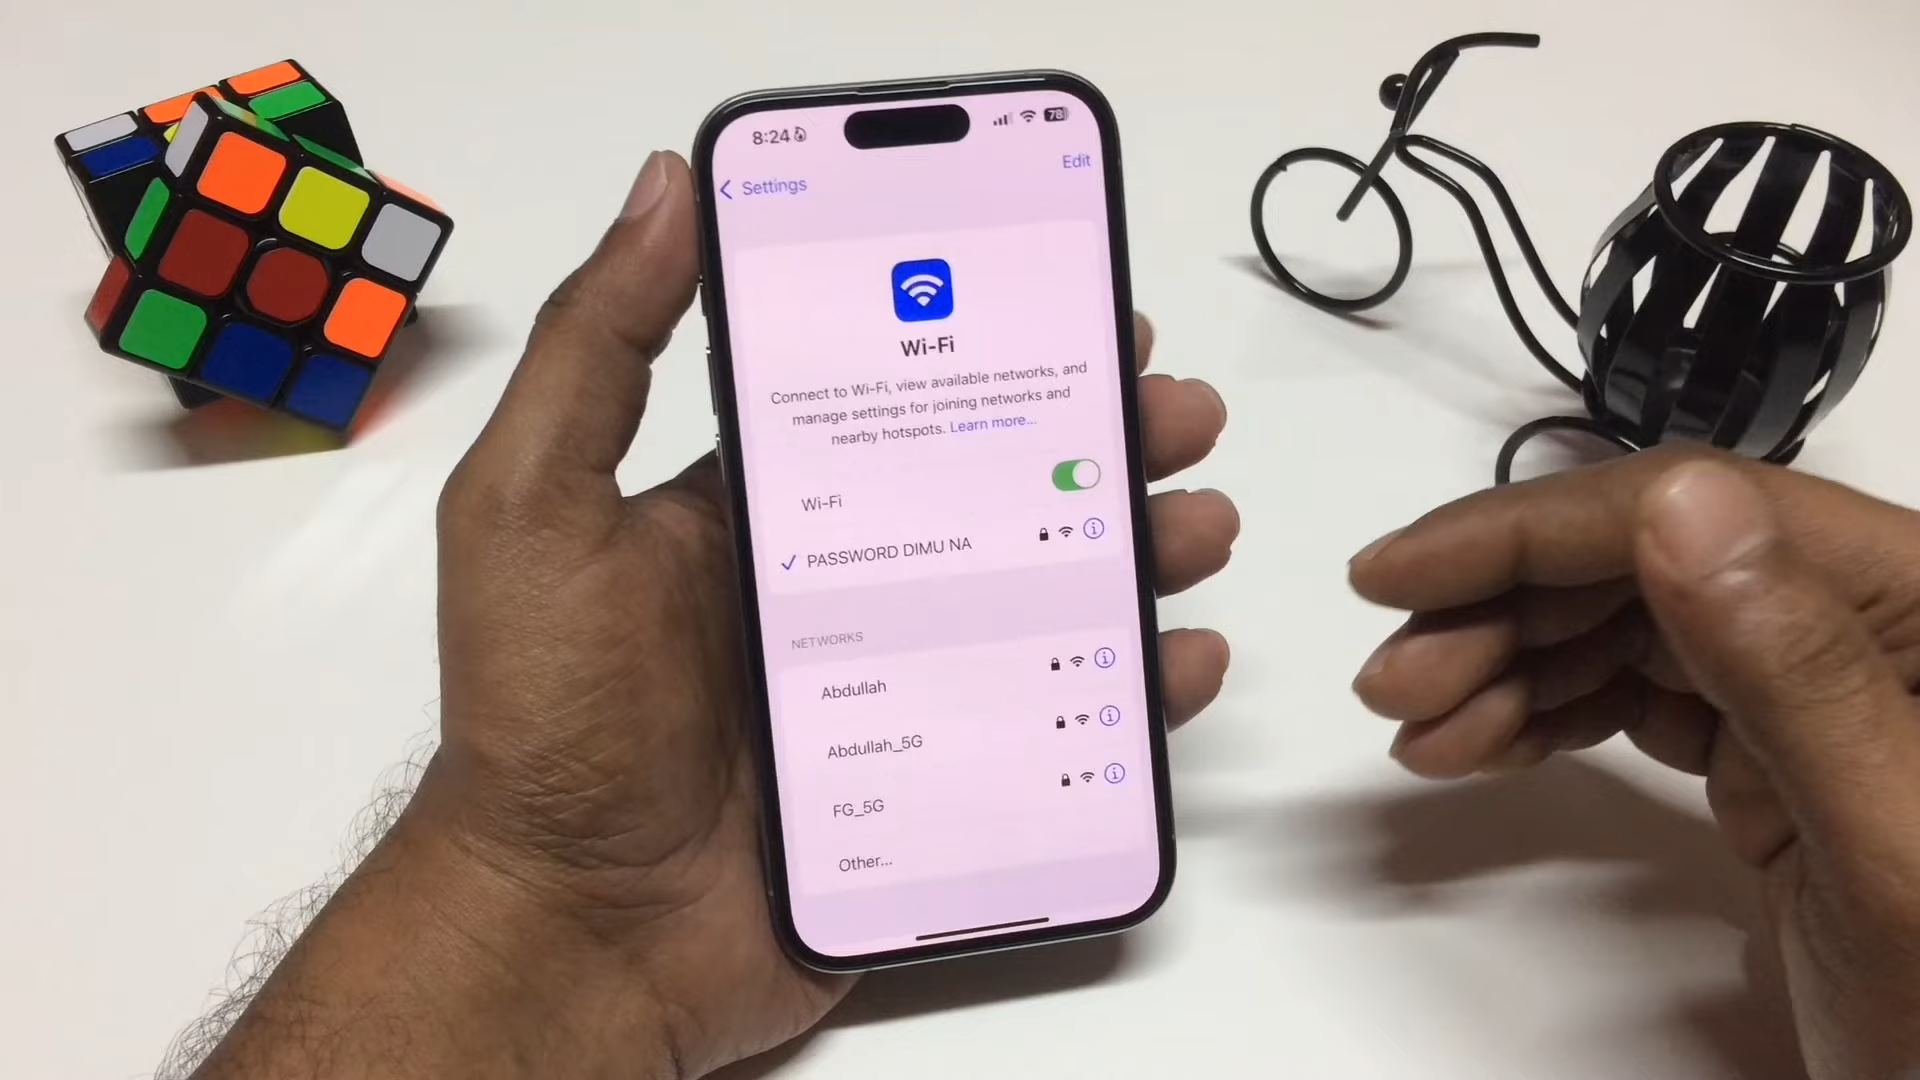 8:24
78
Edit
Settings
Wi-Fi
Connect to Wi-Fi, view available networks, and
manage settings for joining networks and
nearby hotspots. Learn more...
Wi-Fi
PASSWORD DIMU NA
NETWORKS
Abdullah
Abdullah_5G
FG_5G
Other...